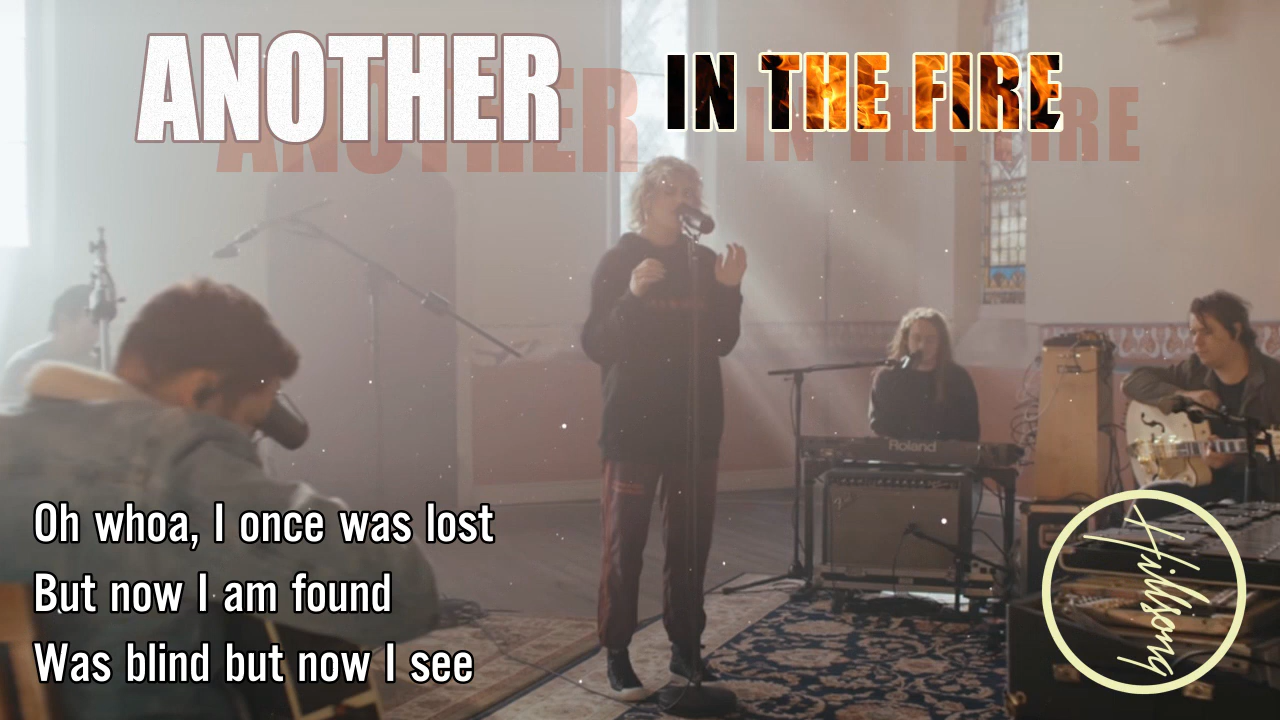 ANOTHER IN THE FIRE
Roland
Oh whoa, I once was lost
But now I am found
Was blind but now I see
Hillsong